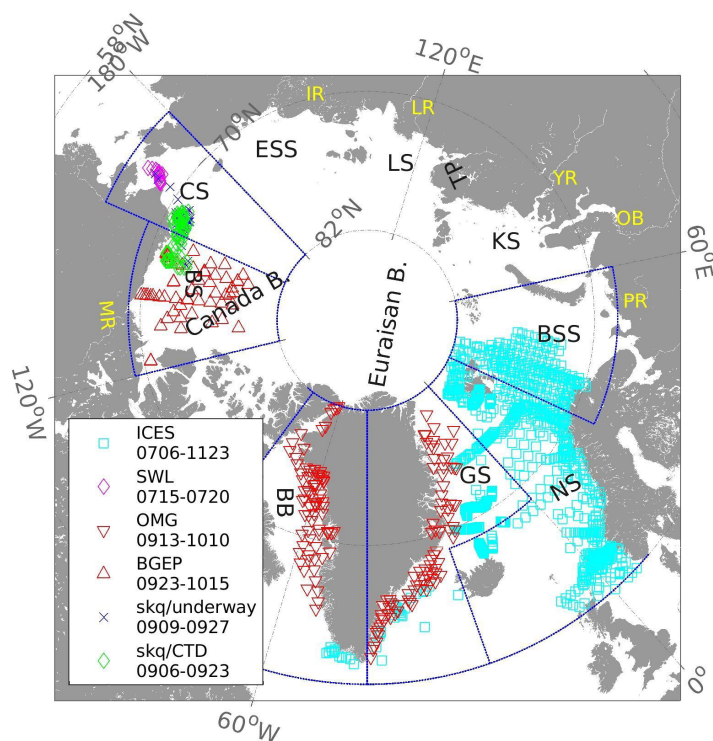 58°N
180°W
120°E
IR
LR
70°N
ESS
LS
TP
YR
CS
OB
82°N
KS
60°E
BS
Canada B.
Euraisan B.
MR
PR
BSS
120°W
ICES
0706-1123
SWL
0715-0720
OMG
0913-1010
BGEP
0923-1015
skq/underway
0909-0927
skq/CTD
0906-0923
BB
GS
NS
60°W
0°